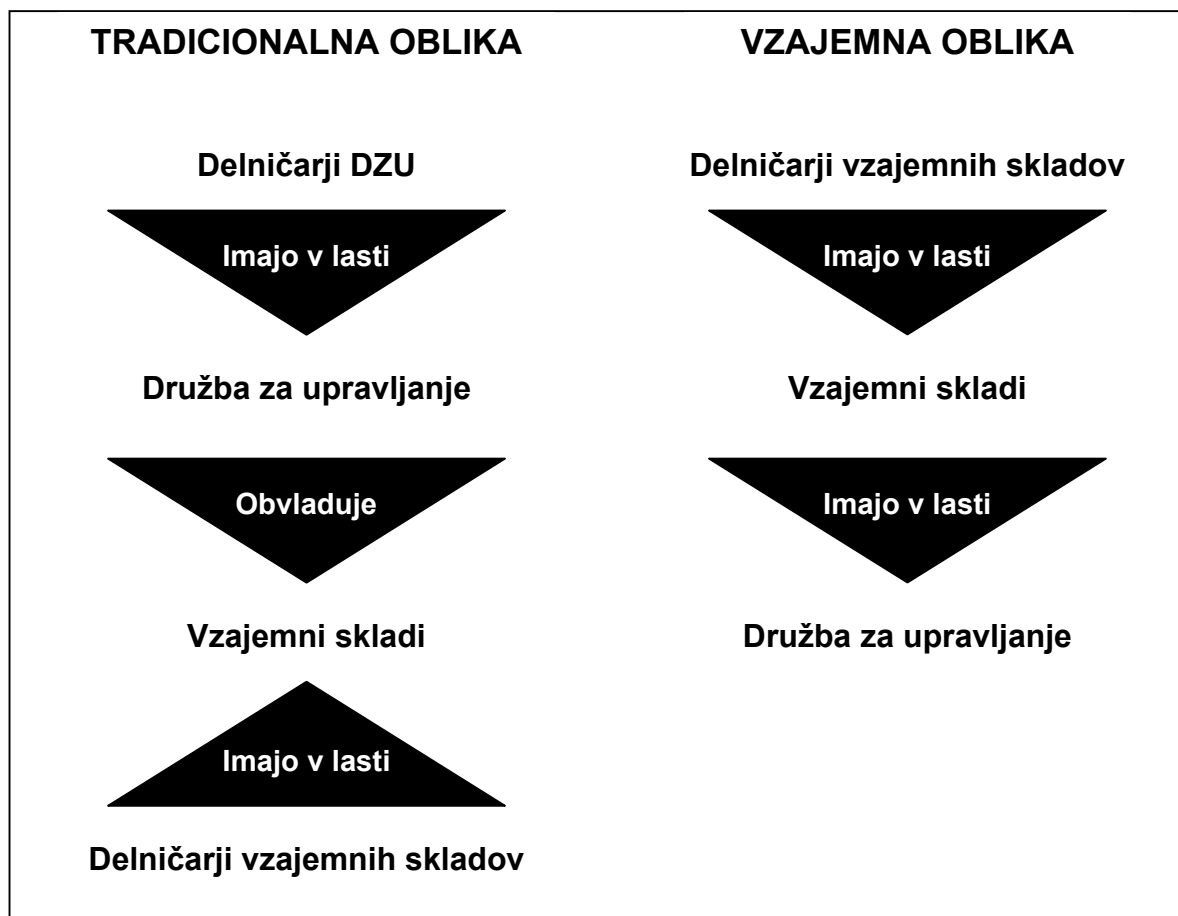 TRADICIONALNA OBLIKA
Delničarji DZU
Imajo v lasti
Družba za upravljanje
Obvladuje
Vzajemni skladi
Imajo v lasti
Delničarji vzajemnih skladov
VZAJEMNA OBLIKA
Delničarji vzajemnih skladov
Imajo v lasti
Vzajemni skladi
Imajo v lasti
Družba za upravljanje